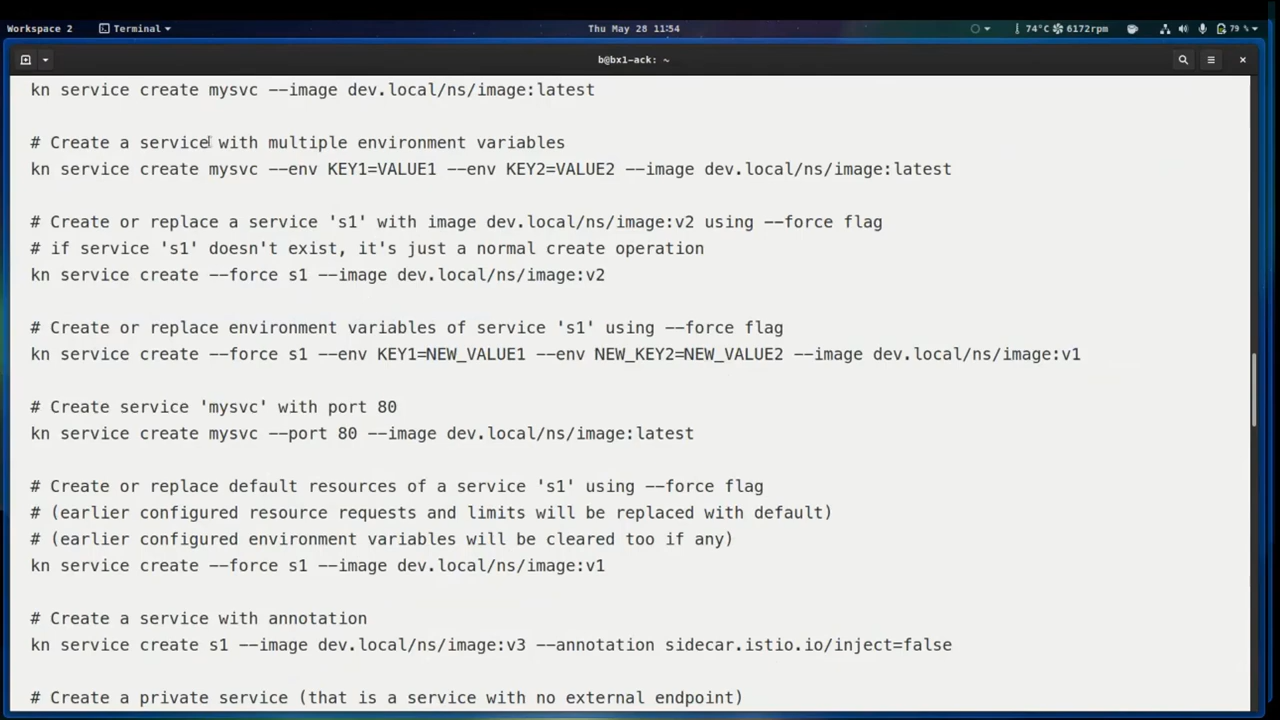 Workspace 2
Terminal
Thu May 28 11:54
74°C
6172rpm
79 %
b@bx1-ack: ~
kn service create mysvc --image dev.local/ns/image:latest
# Create a service with multiple environment variables
kn service create mysvc --env KEY1=VALUE1 --env KEY2=VALUE2 --image dev.local/ns/image:latest
# Create or replace a service 's1' with image dev.local/ns/image:v2 using --force flag
# if service 's1' doesn't exist, it's just a normal create operation
kn service create --force s1 --image dev.local/ns/image:v2
# Create or replace environment variables of service 's1' using --force flag
kn service create --force s1 --env KEY1=NEW_VALUE1 --env NEW_KEY2=NEW_VALUE2 --image dev.local/ns/image:v1
# Create service 'mysvc' with port 80
kn service create mysvc --port 80 --image dev.local/ns/image:latest
# Create or replace default resources of a service 's1' using --force flag
# (earlier configured resource requests and limits will be replaced with default)
# (earlier configured environment variables will be cleared too if any)
kn service create --force s1 --image dev.local/ns/image:v1
# Create a service with annotation
kn service create s1 --image dev.local/ns/image:v3 --annotation sidecar.istio.io/inject=false
# Create a private service (that is a service with no external endpoint)